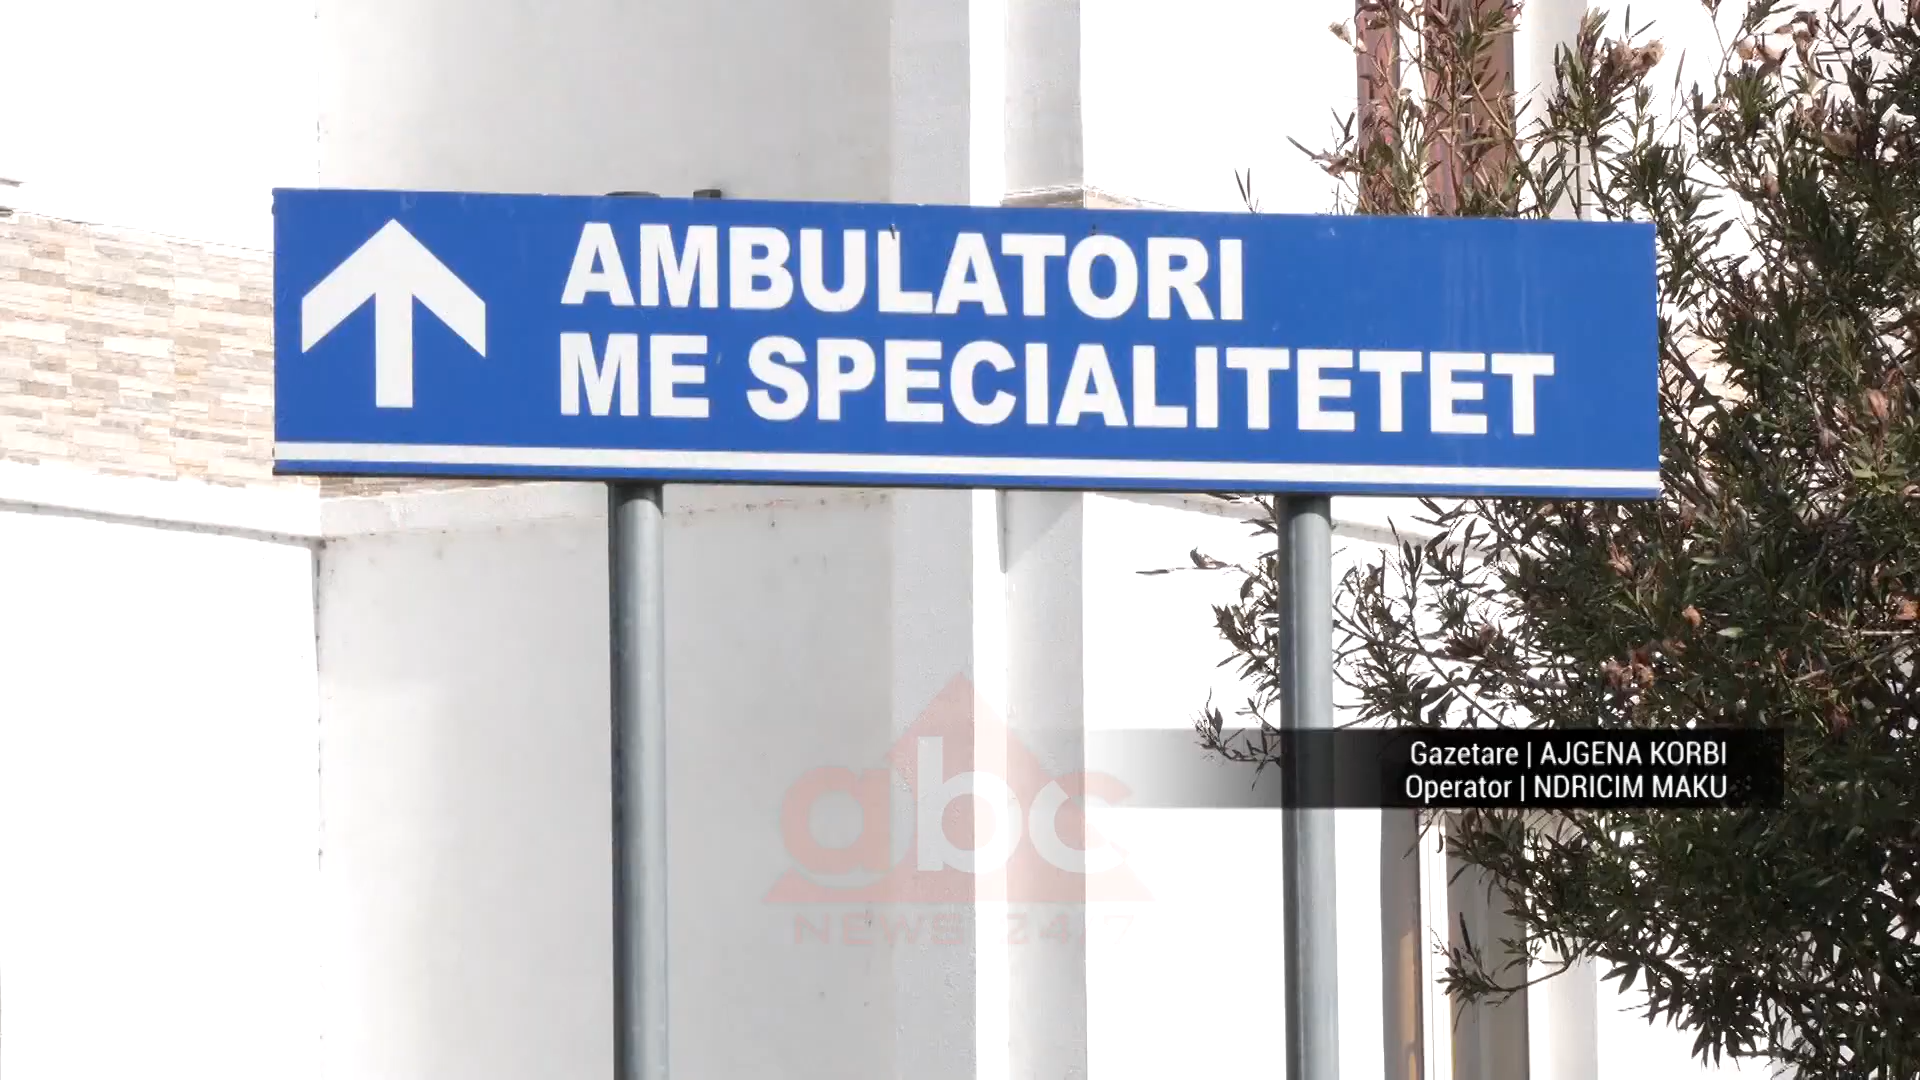 AMBULATORI
ME SPECIALITETET
Gazetare | AJGENA KORBI
Operator | NDRICIM MAKU
abc
NEWS 24/7